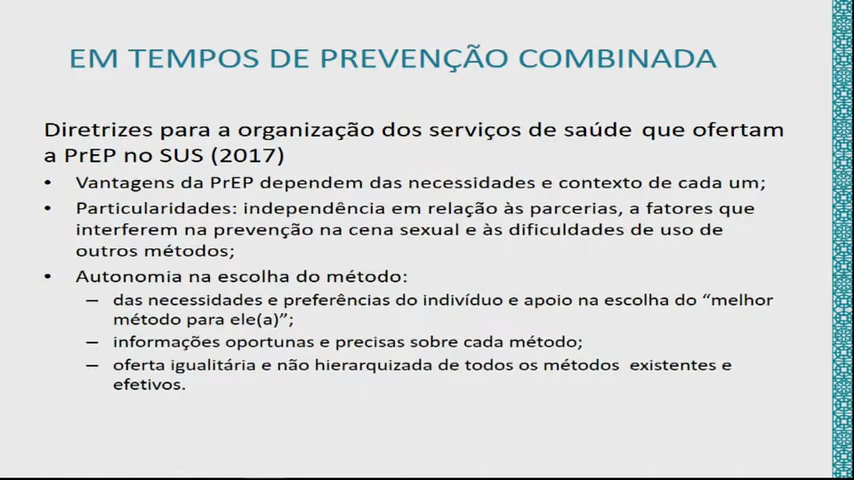 EM TEMPOS DE PREVENÇÃO COMBINADA
Diretrizes para a organização dos serviços de saúde que ofertam
a PrEP no SUS (2017)
• Vantagens da PrEP dependem das necessidades e contexto de cada um;
• Particularidades: independência em relação às parcerias, a fatores que
interferem na prevenção na cena sexual e às dificuldades de uso de
outros métodos;
• Autonomia na escolha do método:
– das necessidades e preferências do indivíduo e apoio na escolha do “melhor
método para ele(a)”;
– informações oportunas e precisas sobre cada método;
– oferta igualitária e não hierarquizada de todos os métodos existentes e
efetivos.